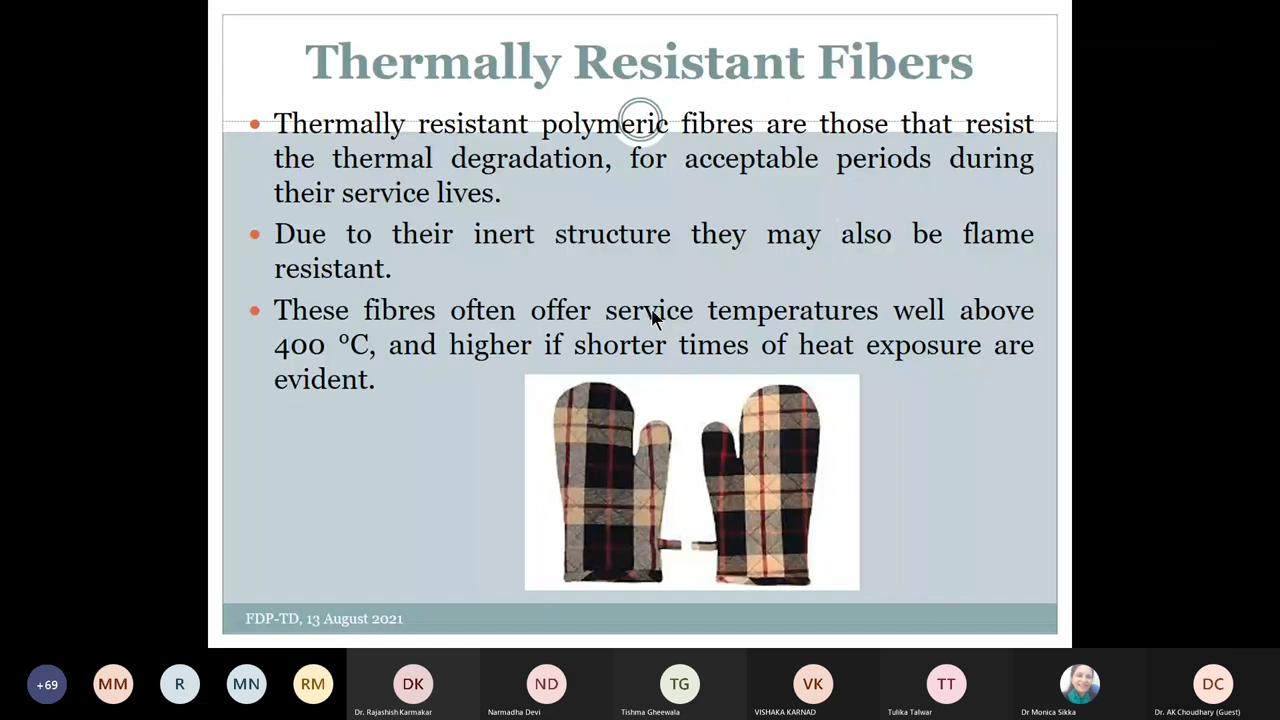 Thermally Resistant Fibers
• Thermally resistant polymeric fibres are those that resist
the thermal degradation, for acceptable periods during
their service lives.
• Due to their inert structure they may also be flame
resistant.
• These fibres often offer service temperatures well above
400 °C, and higher if shorter times of heat exposure are
evident.
FDP-TD, 13 August 2021
+69 MM R MN RM DK ND TG VK TT DC
Dr. Rajashish Karmakar Narmadha Devi Tishma Gheewala VISHAKA KARNAD Tulika Talwar Dr Monica Sikka Dr. AK Choudhary (Guest)